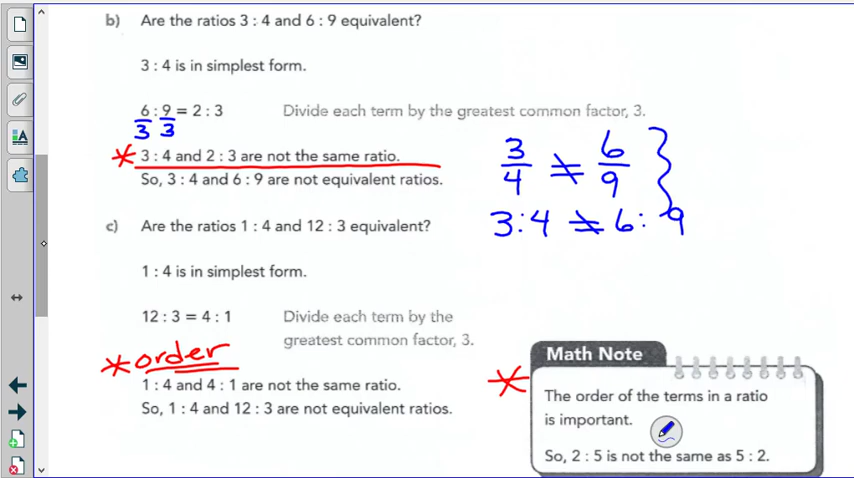 b) Are the ratios 3 : 4 and 6 : 9 equivalent?
3 : 4 is in simplest form.
6 : 9 = 2 : 3 Divide each term by the greatest common factor, 3.
3 3
* 3 : 4 and 2 : 3 are not the same ratio.
So, 3 : 4 and 6 : 9 are not equivalent ratios.
3/4 ≠ 6/9
3:4 ≠ 6: 9
c) Are the ratios 1 : 4 and 12 : 3 equivalent?
1 : 4 is in simplest form.
12 : 3 = 4 : 1 Divide each term by the
greatest common factor, 3.
* order
1 : 4 and 4 : 1 are not the same ratio.
So, 1 : 4 and 12 : 3 are not equivalent ratios.
Math Note
* The order of the terms in a ratio
is important.
So, 2 : 5 is not the same as 5 : 2.